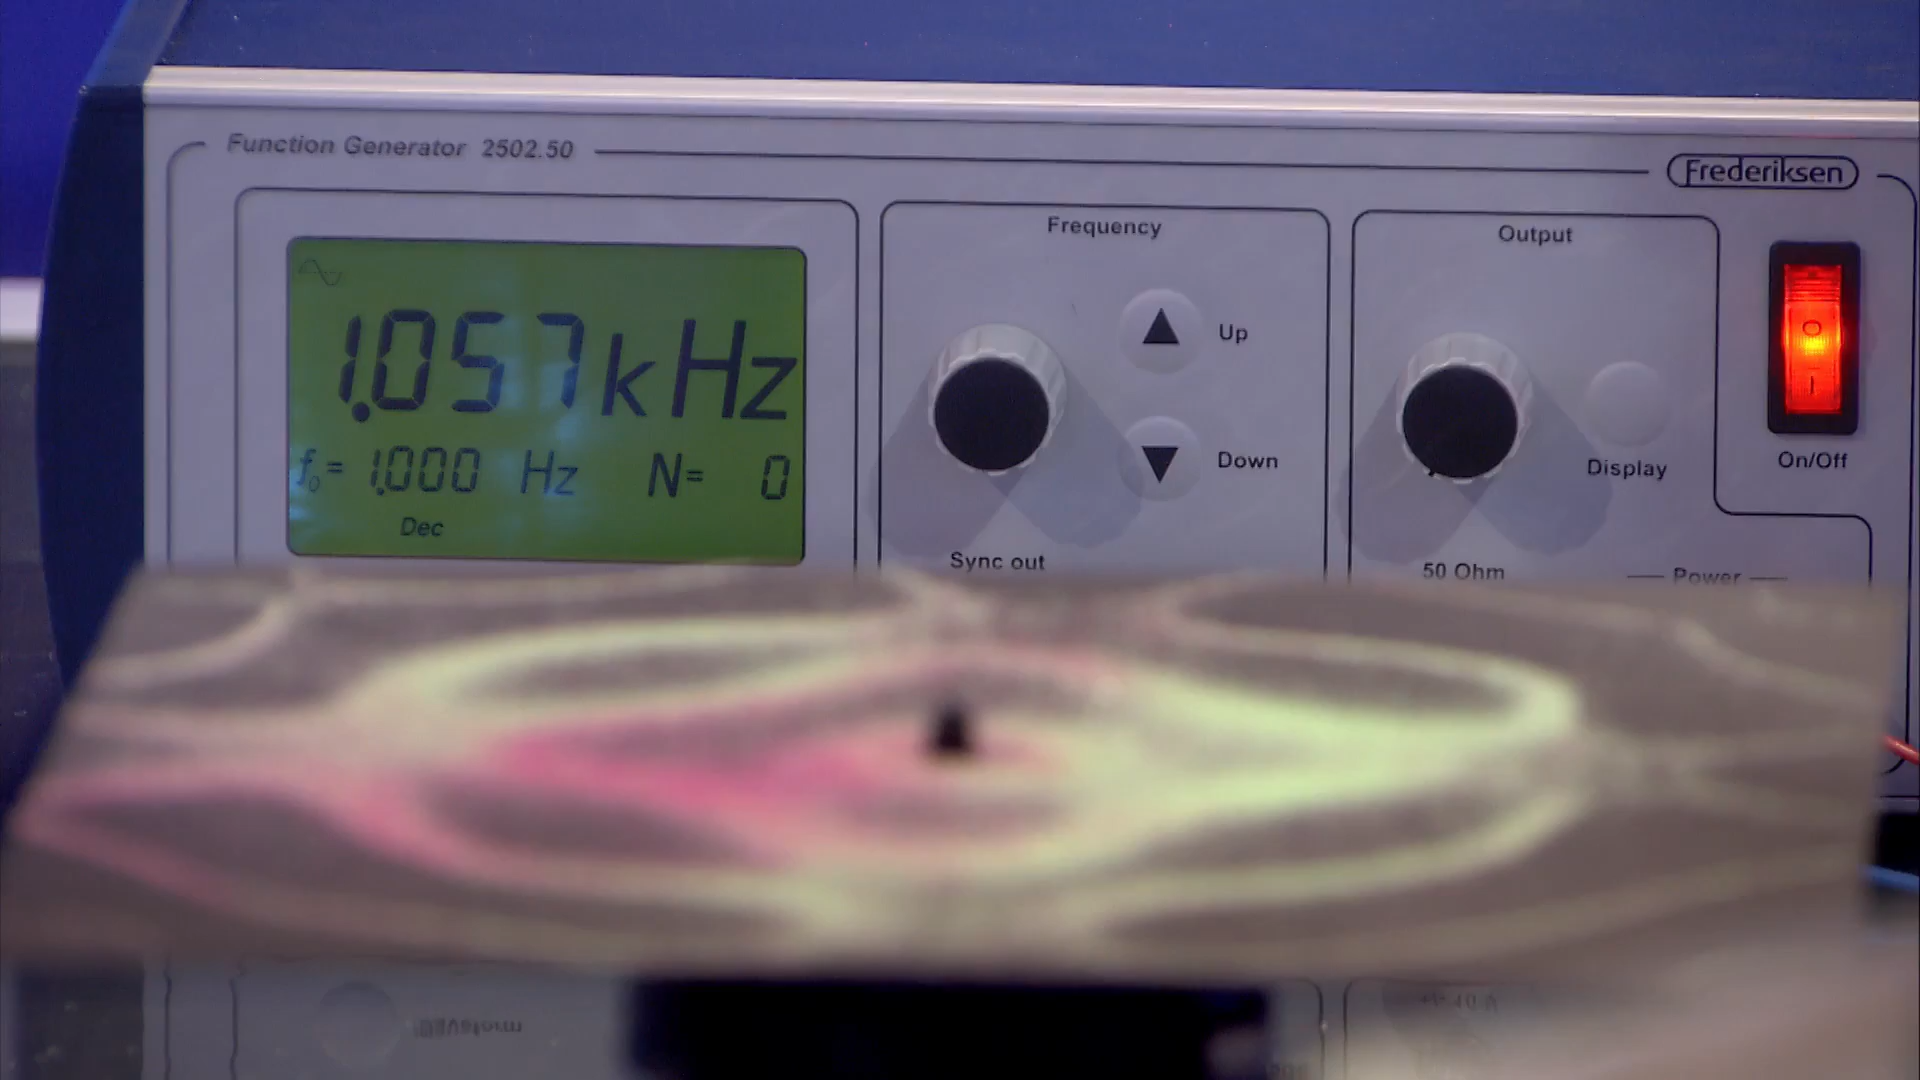 Function Generator 2502.50
Frederiksen
Frequency
Output
1.057kHz
Up
f₀= 1.000 Hz N= 0
Down
Display
On/Off
Dec
Sync out
50 Ohm
Power